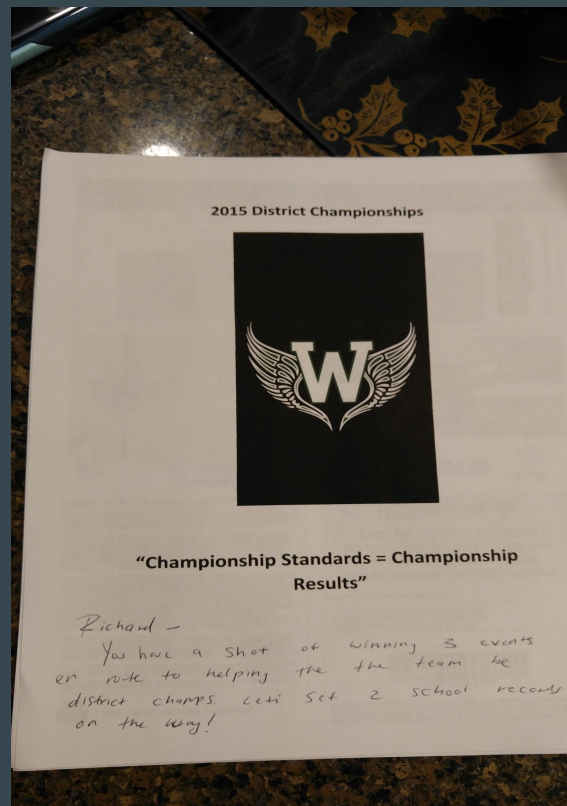 2015 District Championships
W
“Championship Standards = Championship
Results”
Richard –
You have a shot of winning 3 events
en route to helping the the team be
district champs. Let's set 2 school records
on the way!